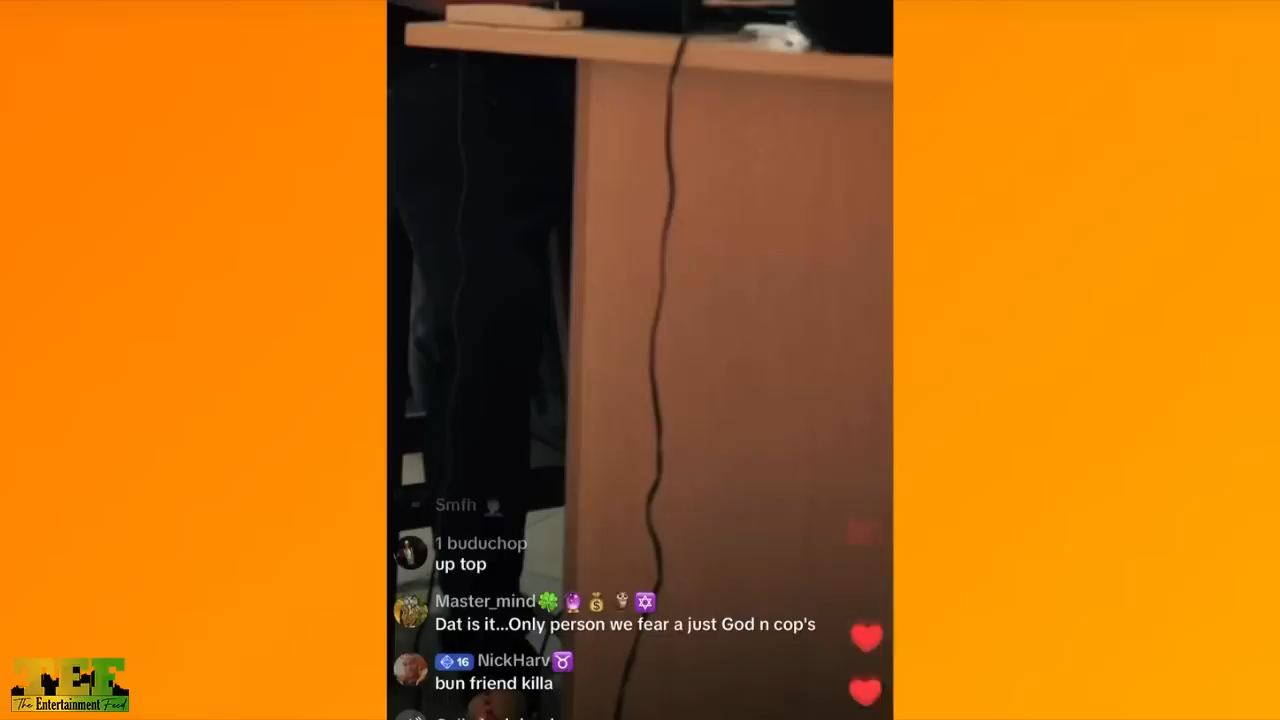 Smfh
1 buduchop
up top
Master_mind
Dat is it...Only person we fear a just God n cop's
16 NickHarv
bun friend killa
TEF
The Entertainment Feed